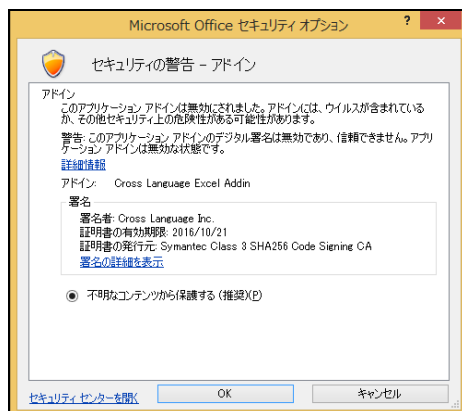 Microsoft Office セキュリティ オプション
?
×
セキュリティの警告 - アドイン
アドイン
このアプリケーション アドインは無効にされました。アドインには、ウイルスが含まれている
か、その他セキュリティ上の危険性がある可能性があります。
警告: このアプリケーション アドインのデジタル署名は無効であり、信頼できません。アプリ
ケーション アドインは無効な状態です。
詳細情報
アドイン: Cross Language Excel Addin
署名
署名者: Cross Language Inc.
証明書の有効期限: 2016/10/21
証明書の発行元: Symantec Class 3 SHA256 Code Signing CA
署名の詳細を表示
不明なコンテンツから保護する (推奨)(P)
セキュリティ センターを開く
OK
キャンセル